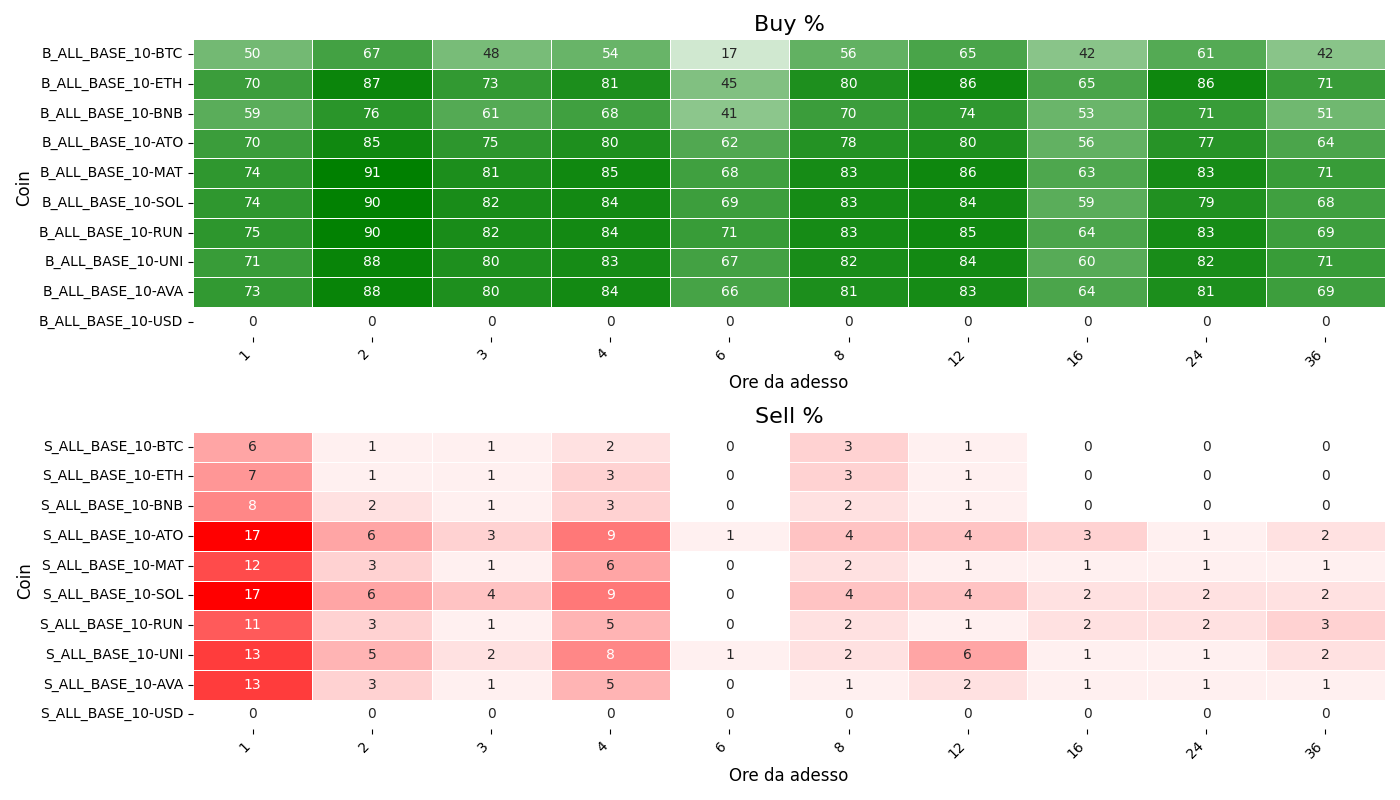 Buy %
Coin
B_ALL_BASE_10-BTC 50 67 48 54 17 56 65 42 61 42
B_ALL_BASE_10-ETH 70 87 73 81 45 80 86 65 86 71
B_ALL_BASE_10-BNB 59 76 61 68 41 70 74 53 71 51
B_ALL_BASE_10-ATO 70 85 75 80 62 78 80 56 77 64
B_ALL_BASE_10-MAT 74 91 81 85 68 83 86 63 83 71
B_ALL_BASE_10-SOL 74 90 82 84 69 83 84 59 79 68
B_ALL_BASE_10-RUN 75 90 82 84 71 83 85 64 83 69
B_ALL_BASE_10-UNI 71 88 80 83 67 82 84 60 82 71
B_ALL_BASE_10-AVA 73 88 80 84 66 81 83 64 81 69
B_ALL_BASE_10-USD 0 0 0 0 0 0 0 0 0 0
1 2 3 4 6 8 12 16 24 36
Ore da adesso
Sell %
Coin
S_ALL_BASE_10-BTC 6 1 1 2 0 3 1 0 0 0
S_ALL_BASE_10-ETH 7 1 1 3 0 3 1 0 0 0
S_ALL_BASE_10-BNB 8 2 1 3 0 2 1 0 0 0
S_ALL_BASE_10-ATO 17 6 3 9 1 4 4 3 1 2
S_ALL_BASE_10-MAT 12 3 1 6 0 2 1 1 1 1
S_ALL_BASE_10-SOL 17 6 4 9 0 4 4 2 2 2
S_ALL_BASE_10-RUN 11 3 1 5 0 2 1 2 2 3
S_ALL_BASE_10-UNI 13 5 2 8 1 2 6 1 1 2
S_ALL_BASE_10-AVA 13 3 1 5 0 1 2 1 1 1
S_ALL_BASE_10-USD 0 0 0 0 0 0 0 0 0 0
1 2 3 4 6 8 12 16 24 36
Ore da adesso